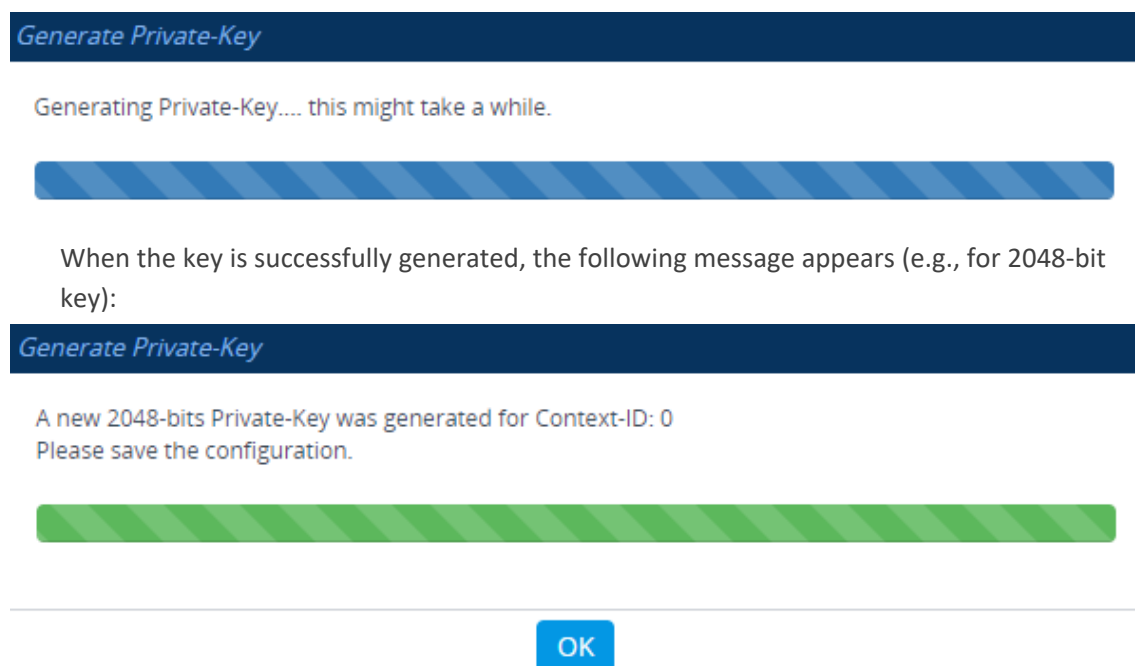 Generate Private-Key
Generating Private-Key.... this might take a while.
When the key is successfully generated, the following message appears (e.g., for 2048-bit
key):
Generate Private-Key
A new 2048-bits Private-Key was generated for Context-ID: 0
Please save the configuration.
OK